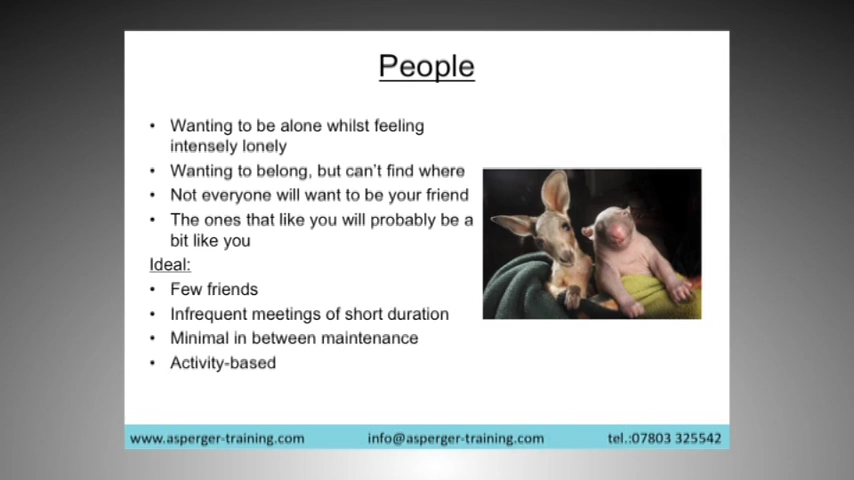 People
• Wanting to be alone whilst feeling
intensely lonely
• Wanting to belong, but can't find where
• Not everyone will want to be your friend
• The ones that like you will probably be a
bit like you
Ideal:
• Few friends
• Infrequent meetings of short duration
• Minimal in between maintenance
• Activity-based
www.asperger-training.com info@asperger-training.com tel.:07803 325542